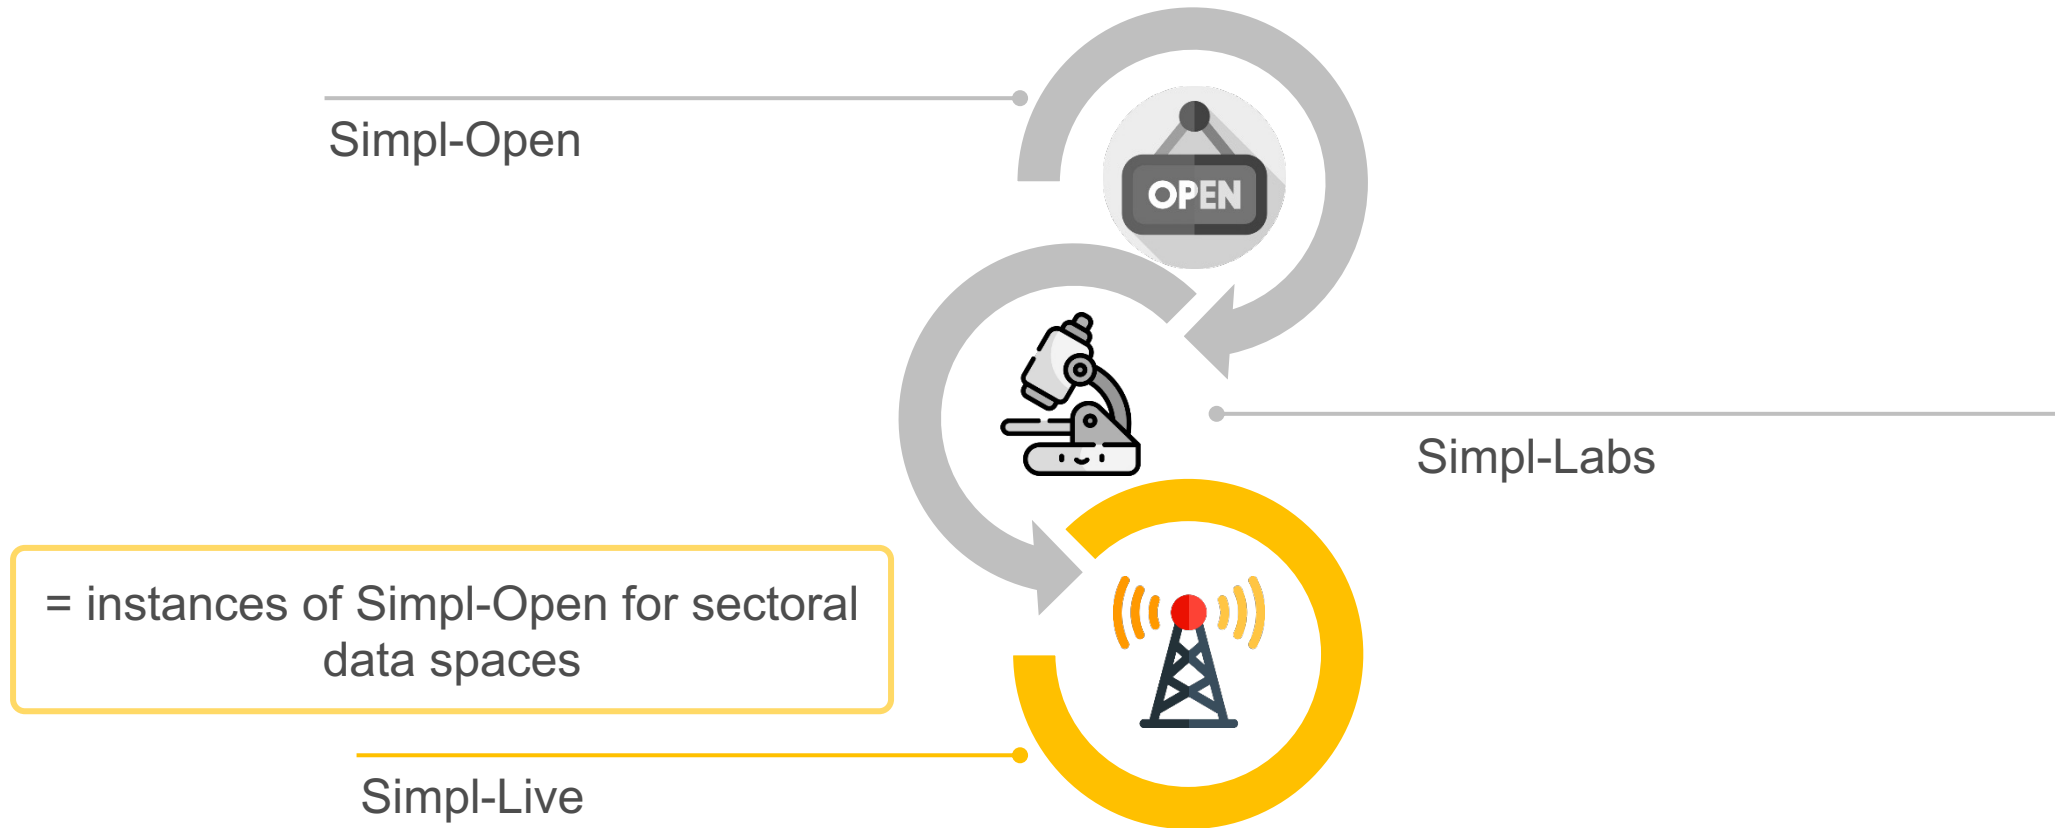 Simpl-Open
OPEN
Simpl-Labs
= instances of Simpl-Open for sectoral
data spaces
Simpl-Live